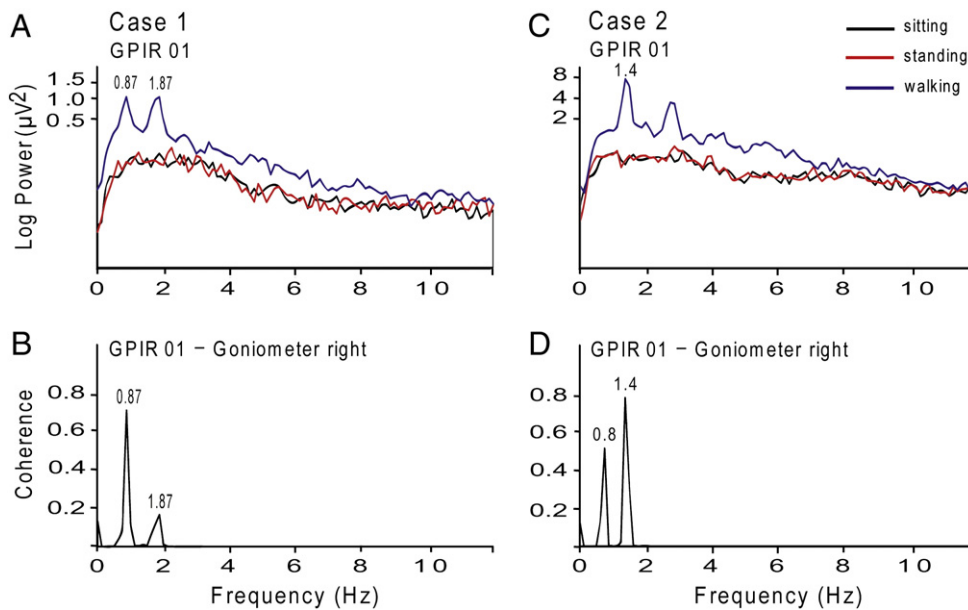 A
Case 1
GPIR 01
C
Case 2
GPIR 01
sitting
standing
walking
Log Power (µV²)
1.5
1.0
0.5
0.87
1.87
0 2 4 6 8 10
8
4
2
1.4
0 2 4 6 8 10
B
GPIR 01 – Goniometer right
Coherence
0.8
0.6
0.4
0.2
0.87
1.87
0 2 4 6 8 10
Frequency (Hz)
D
GPIR 01 – Goniometer right
0.8
0.6
0.4
0.2
0.8
1.4
0 2 4 6 8 10
Frequency (Hz)